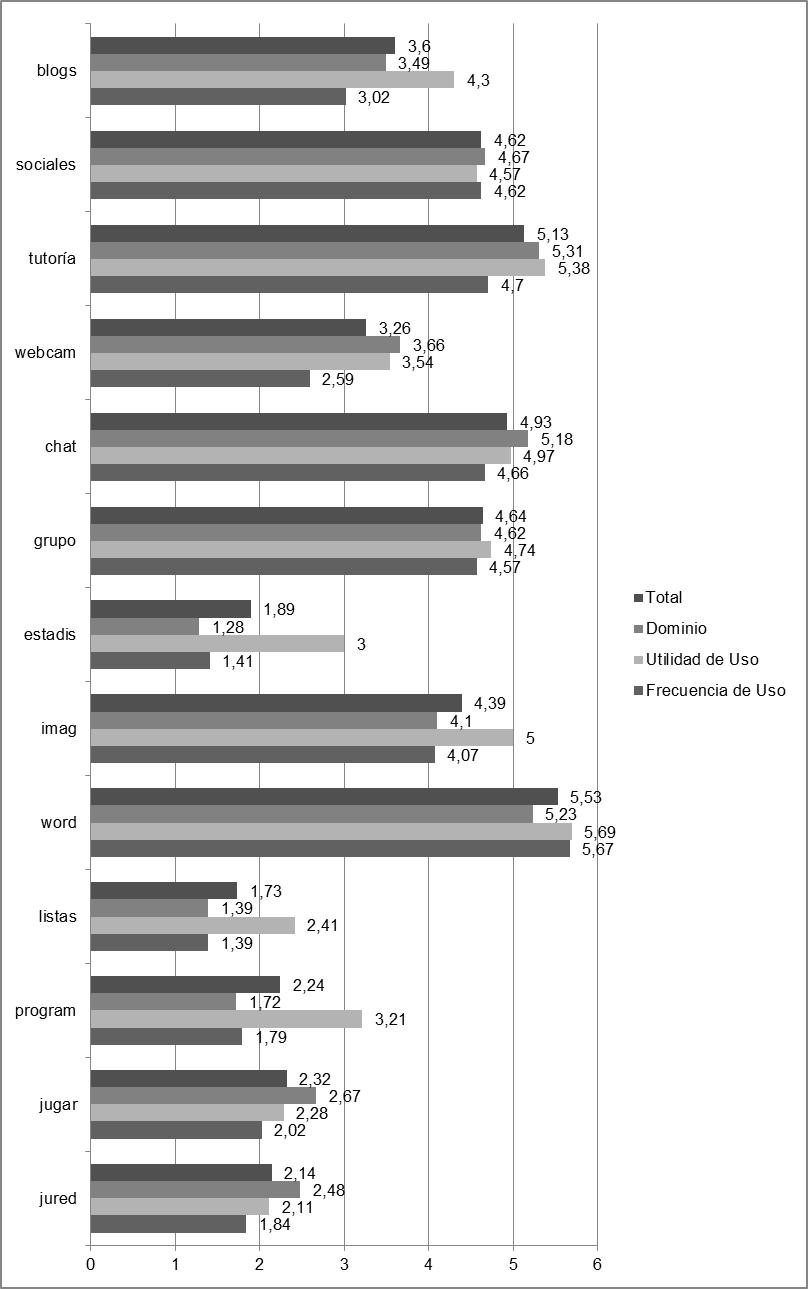 blogs
3,6
3,49
4,3
3,02
sociales
4,62
4,67
4,57
4,62
tutoría
5,13
5,31
5,38
4,7
webcam
3,26
3,66
3,54
2,59
chat
4,93
5,18
4,97
4,66
grupo
4,64
4,62
4,74
4,57
estadis
1,89
1,28
3
1,41
imag
4,39
4,1
5
4,07
word
5,53
5,23
5,69
5,67
listas
1,73
1,39
2,41
1,39
program
2,24
1,72
3,21
1,79
jugar
2,32
2,67
2,28
2,02
jured
2,14
2,48
2,11
1,84
0 1 2 3 4 5 6
Total
Dominio
Utilidad de Uso
Frecuencia de Uso